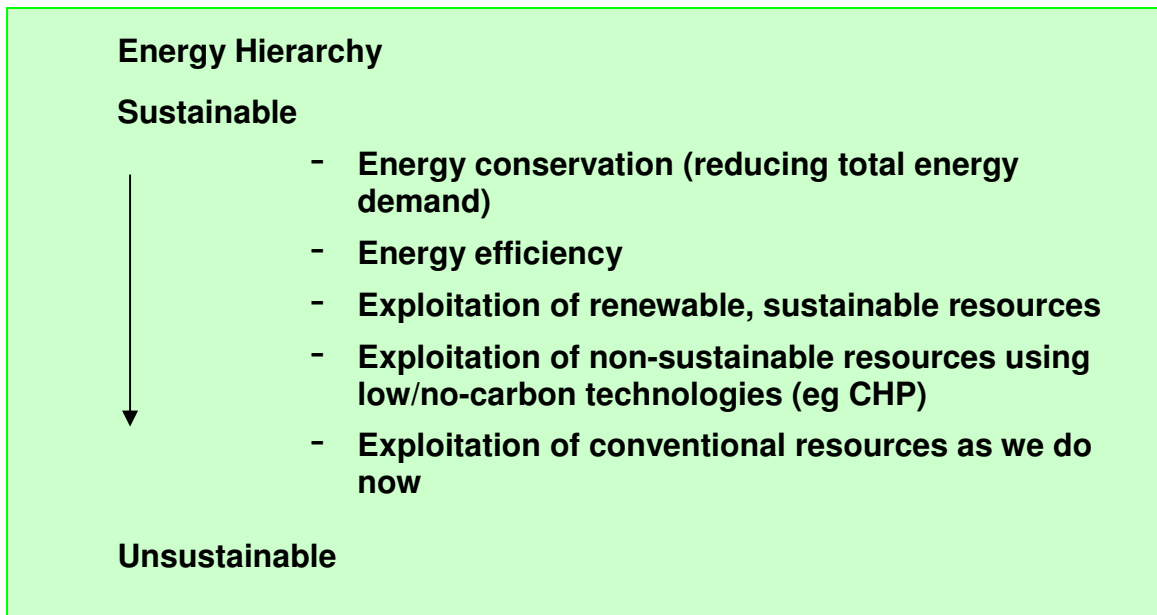 Energy Hierarchy
Sustainable
- Energy conservation (reducing total energy
demand)
- Energy efficiency
- Exploitation of renewable, sustainable resources
- Exploitation of non-sustainable resources using
low/no-carbon technologies (eg CHP)
- Exploitation of conventional resources as we do
now
Unsustainable